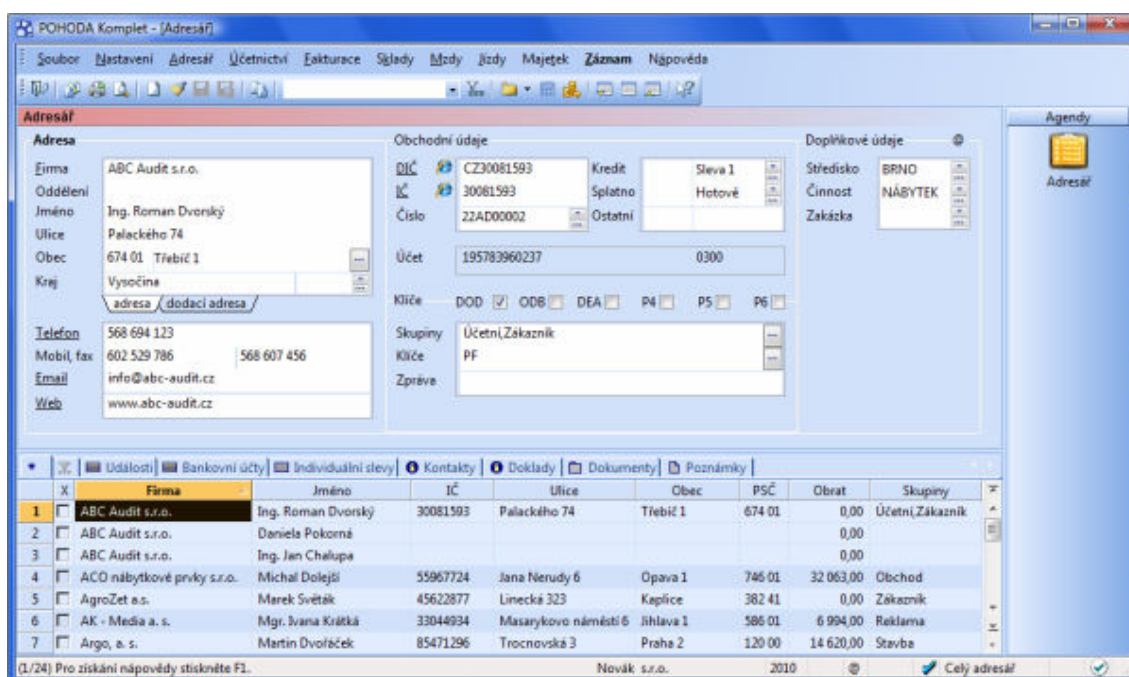 POHODA Komplet - [Adresář]
Soubor Nastavení Adresář Účetnictví Fakturace Sklady Mzdy Jízdy Majetek Záznam Nápověda
Adresář
Agendy
Adresář
Adresa
Firma ABC Audit s.r.o.
Oddělení
Jméno Ing. Roman Dvorský
Ulice Palackého 74
Obec 674 01 Třebíč 1
Kraj Vysočina
adresa dodací adresa
Telefon 568 694 123
Mobil, fax 602 529 786 568 607 456
Email info@abc-audit.cz
Web www.abc-audit.cz
Obchodní údaje
DIČ CZ30081593 Kredit Sleva 1
IČ 30081593 Splatno Hotově
Číslo 22AD00002 Ostatní
Účet 195783960237 0300
Klíče DOD ODB DEA P4 P5 P6
Skupiny Účetní,Zákazník
Klíče PF
Zpráva
Doplňkové údaje @
Středisko BRNO
Činnost NÁBYTEK
Zakázka
Události Bankovní účty Individuální slevy Kontakty Doklady Dokumenty Poznámky
X Firma Jméno IČ Ulice Obec PSČ Obrat Skupiny
1 ABC Audit s.r.o. Ing. Roman Dvorský 30081593 Palackého 74 Třebíč 1 674 01 0,00 Účetní,Zákazník
2 ABC Audit s.r.o. Daniela Pokorná 0,00
3 ABC Audit s.r.o. Ing. Jan Chalupa 0,00
4 ACO nábytkové prvky s.r.o. Michal Dolejší 55967724 Jana Nerudy 6 Opava 1 746 01 32 063,00 Obchod
5 AgroZet a.s. Marek Světák 45622877 Linecká 323 Kaplice 382 41 0,00 Zákazník
6 AK - Media a. s. Mgr. Ivana Krátká 33044934 Masarykovo náměstí 6 Jihlava 1 586 01 6 994,00 Reklama
7 Argo, a. s. Martin Dvořáček 85471296 Trocnovská 3 Praha 2 120 00 14 620,00 Stavba
(1/24) Pro získání nápovědy stiskněte F1. Novák s.r.o. 2010 @ Celý adresář